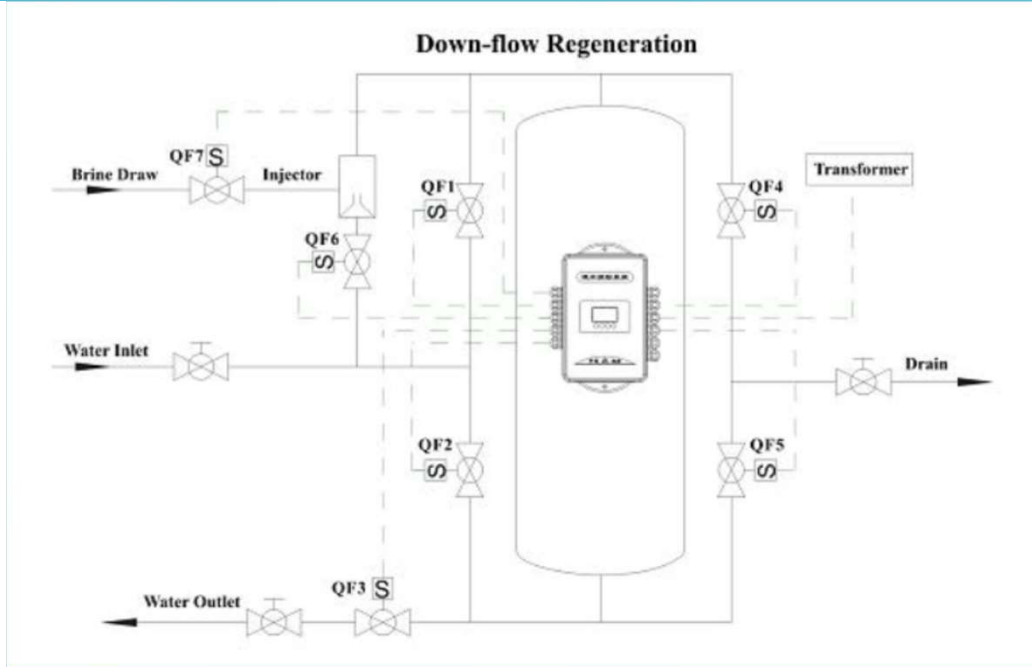 Down-flow Regeneration
QF7 S
Brine Draw
Injector
QF1
S
QF4
S
Transformer
QF6
S
Water Inlet
Drain
QF2
S
QF5
S
QF3 S
Water Outlet